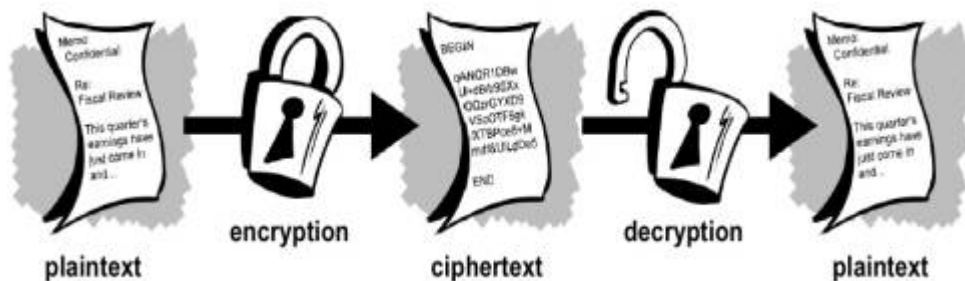 Memo:
Confidential
Re:
Fiscal Review
This quarter's
earnings have
just come in
and...
plaintext
encryption
BEGIN
END
ciphertext
decryption
Memo:
Confidential
Re:
Fiscal Review
This quarter's
earnings have
just come in
and...
plaintext